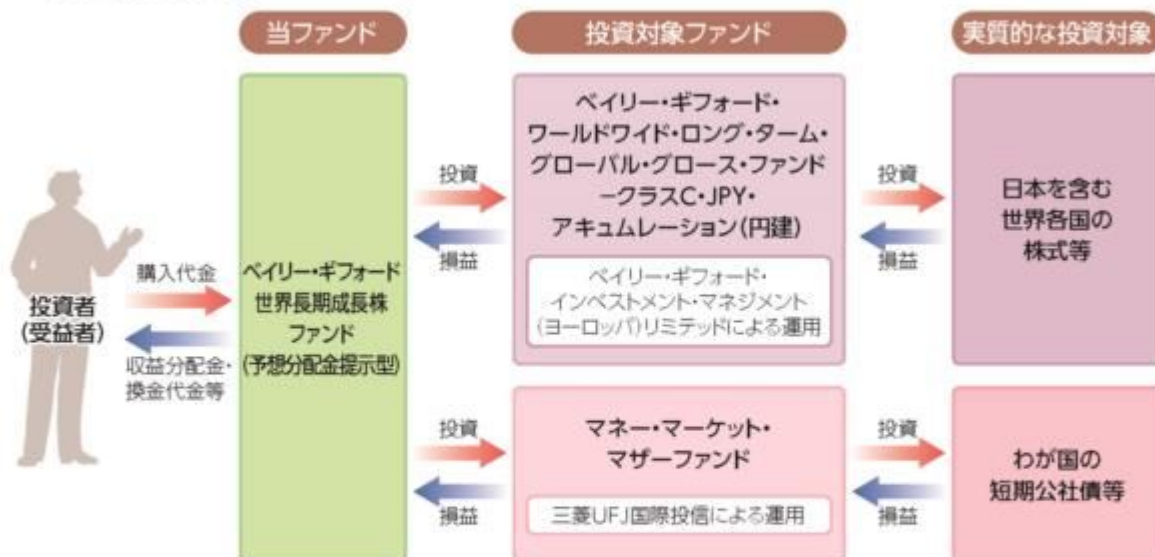 当ファンド
投資対象ファンド
実質的な投資対象
投資者
(受益者)
購入代金
収益分配金・
換金代金等
ベイリー・ギフォード
世界長期成長株
ファンド
(予想分配金提示型)
投資
損益
ベイリー・ギフォード・
ワールドワイド・ロング・ターム・
グローバル・グロース・ファンド
－クラスC・JPY・
アキュムレーション(円建)
ベイリー・ギフォード・
インベストメント・マネジメント
(ヨーロッパ)リミテッドによる運用
投資
損益
日本を含む
世界各国の
株式等
投資
損益
マネー・マーケット・
マザーファンド
三菱UFJ国際投信による運用
投資
損益
わが国の
短期公社債等